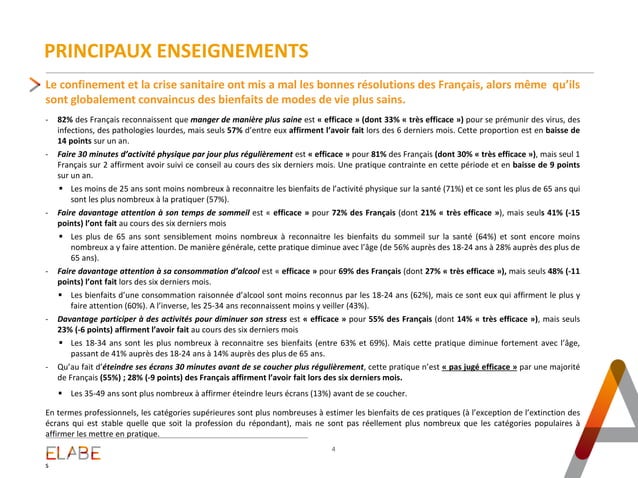 PRINCIPAUX ENSEIGNEMENTS
Le confinement et la crise sanitaire ont mis a mal les bonnes résolutions des Français, alors même qu'ils
sont globalement convaincus des bienfaits de modes de vie plus sains.
- 82% des Français reconnaissent que manger de manière plus saine est « efficace » (dont 33% « très efficace ») pour se prémunir des virus, des
infections, des pathologies lourdes, mais seuls 57% d'entre eux affirment l'avoir fait lors des 6 derniers mois. Cette proportion est en baisse de
14 points sur un an.
- Faire 30 minutes d'activité physique par jour plus régulièrement est « efficace » pour 81% des Français (dont 30% « très efficace »), mais seul 1
Français sur 2 affirment avoir suivi ce conseil au cours des six derniers mois. Une pratique contrainte en cette période et en baisse de 9 points
sur un an.
▪ Les moins de 25 ans sont moins nombreux à reconnaitre les bienfaits de l'activité physique sur la santé (71%) et ce sont les plus de 65 ans qui
sont les plus nombreux à la pratiquer (57%).
- Faire davantage attention à son temps de sommeil est « efficace » pour 72% des Français (dont 21% « très efficace »), mais seuls 41% (-15
points) l'ont fait au cours des six derniers mois
▪ Les plus de 65 ans sont sensiblement moins nombreux à reconnaitre les bienfaits du sommeil sur la santé (64%) et sont encore moins
nombreux a y faire attention. De manière générale, cette pratique diminue avec l'âge (de 56% auprès des 18-24 ans à 28% auprès des plus de
65 ans).
- Faire davantage attention à sa consommation d'alcool est « efficace » pour 69% des Français (dont 27% « très efficace »), mais seuls 48% (-11
points) l'ont fait lors des six derniers mois.
▪ Les bienfaits d'une consommation raisonnée d'alcool sont moins reconnus par les 18-24 ans (62%), mais ce sont eux qui affirment le plus y
faire attention (60%). A l'inverse, les 25-34 ans reconnaissent moins y veiller (43%).
- Davantage participer à des activités pour diminuer son stress est « efficace » pour 55% des Français (dont 14% « très efficace »), mais seuls
23% (-6 points) affirment l'avoir fait au cours des six derniers mois
▪ Les 18-34 ans sont les plus nombreux à reconnaitre ses bienfaits (entre 63% et 69%). Mais cette pratique diminue fortement avec l'âge,
passant de 41% auprès des 18-24 ans à 14% auprès des plus de 65 ans.
- Qu'au fait d'éteindre ses écrans 30 minutes avant de se coucher plus régulièrement, cette pratique n'est « pas jugé efficace » par une majorité
de Français (55%) ; 28% (-9 points) des Français affirment l'avoir fait lors des six derniers mois.
▪ Les 35-49 ans sont plus nombreux à affirmer éteindre leurs écrans (13%) avant de se coucher.
En termes professionnels, les catégories supérieures sont plus nombreuses à estimer les bienfaits de ces pratiques (à l'exception de l'extinction des
écrans qui est stable quelle que soit la profession du répondant), mais ne sont pas réellement plus nombreux que les catégories populaires à
affirmer les mettre en pratique.
ELABE
4
s